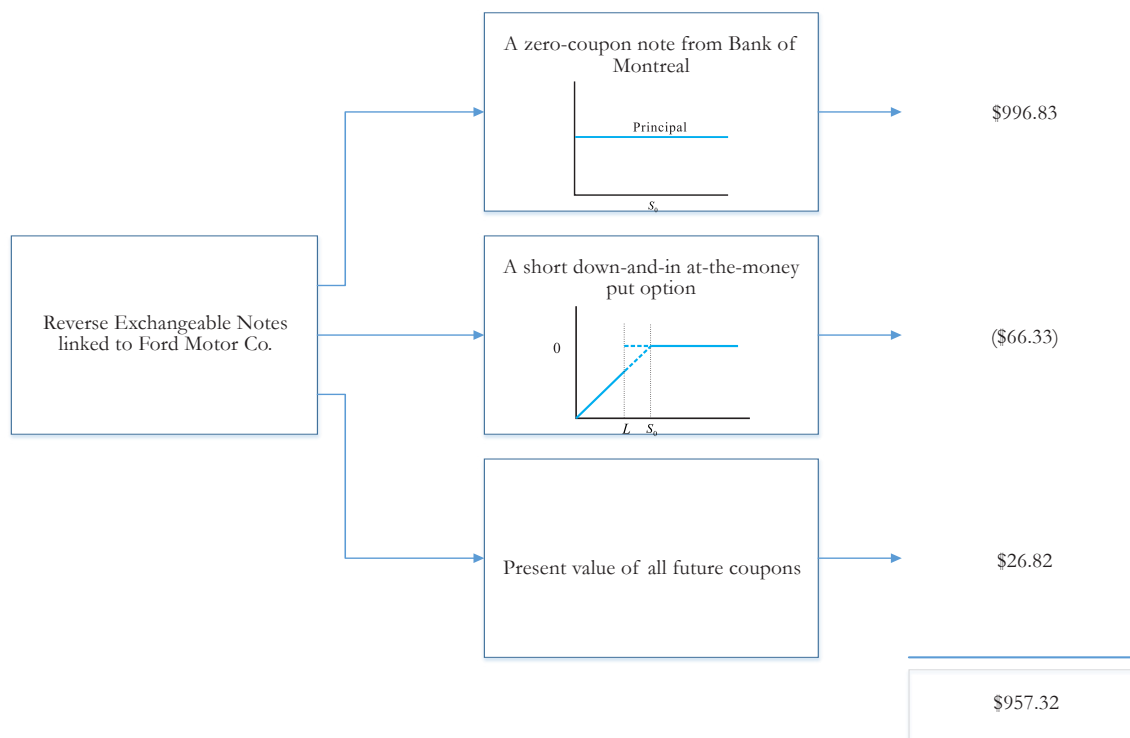 A zero-coupon note from Bank of
Montreal
Principal
S₀
$996.83
Reverse Exchangeable Notes
linked to Ford Motor Co.
A short down-and-in at-the-money
put option
0
L S₀
($66.33)
Present value of all future coupons
$26.82
$957.32